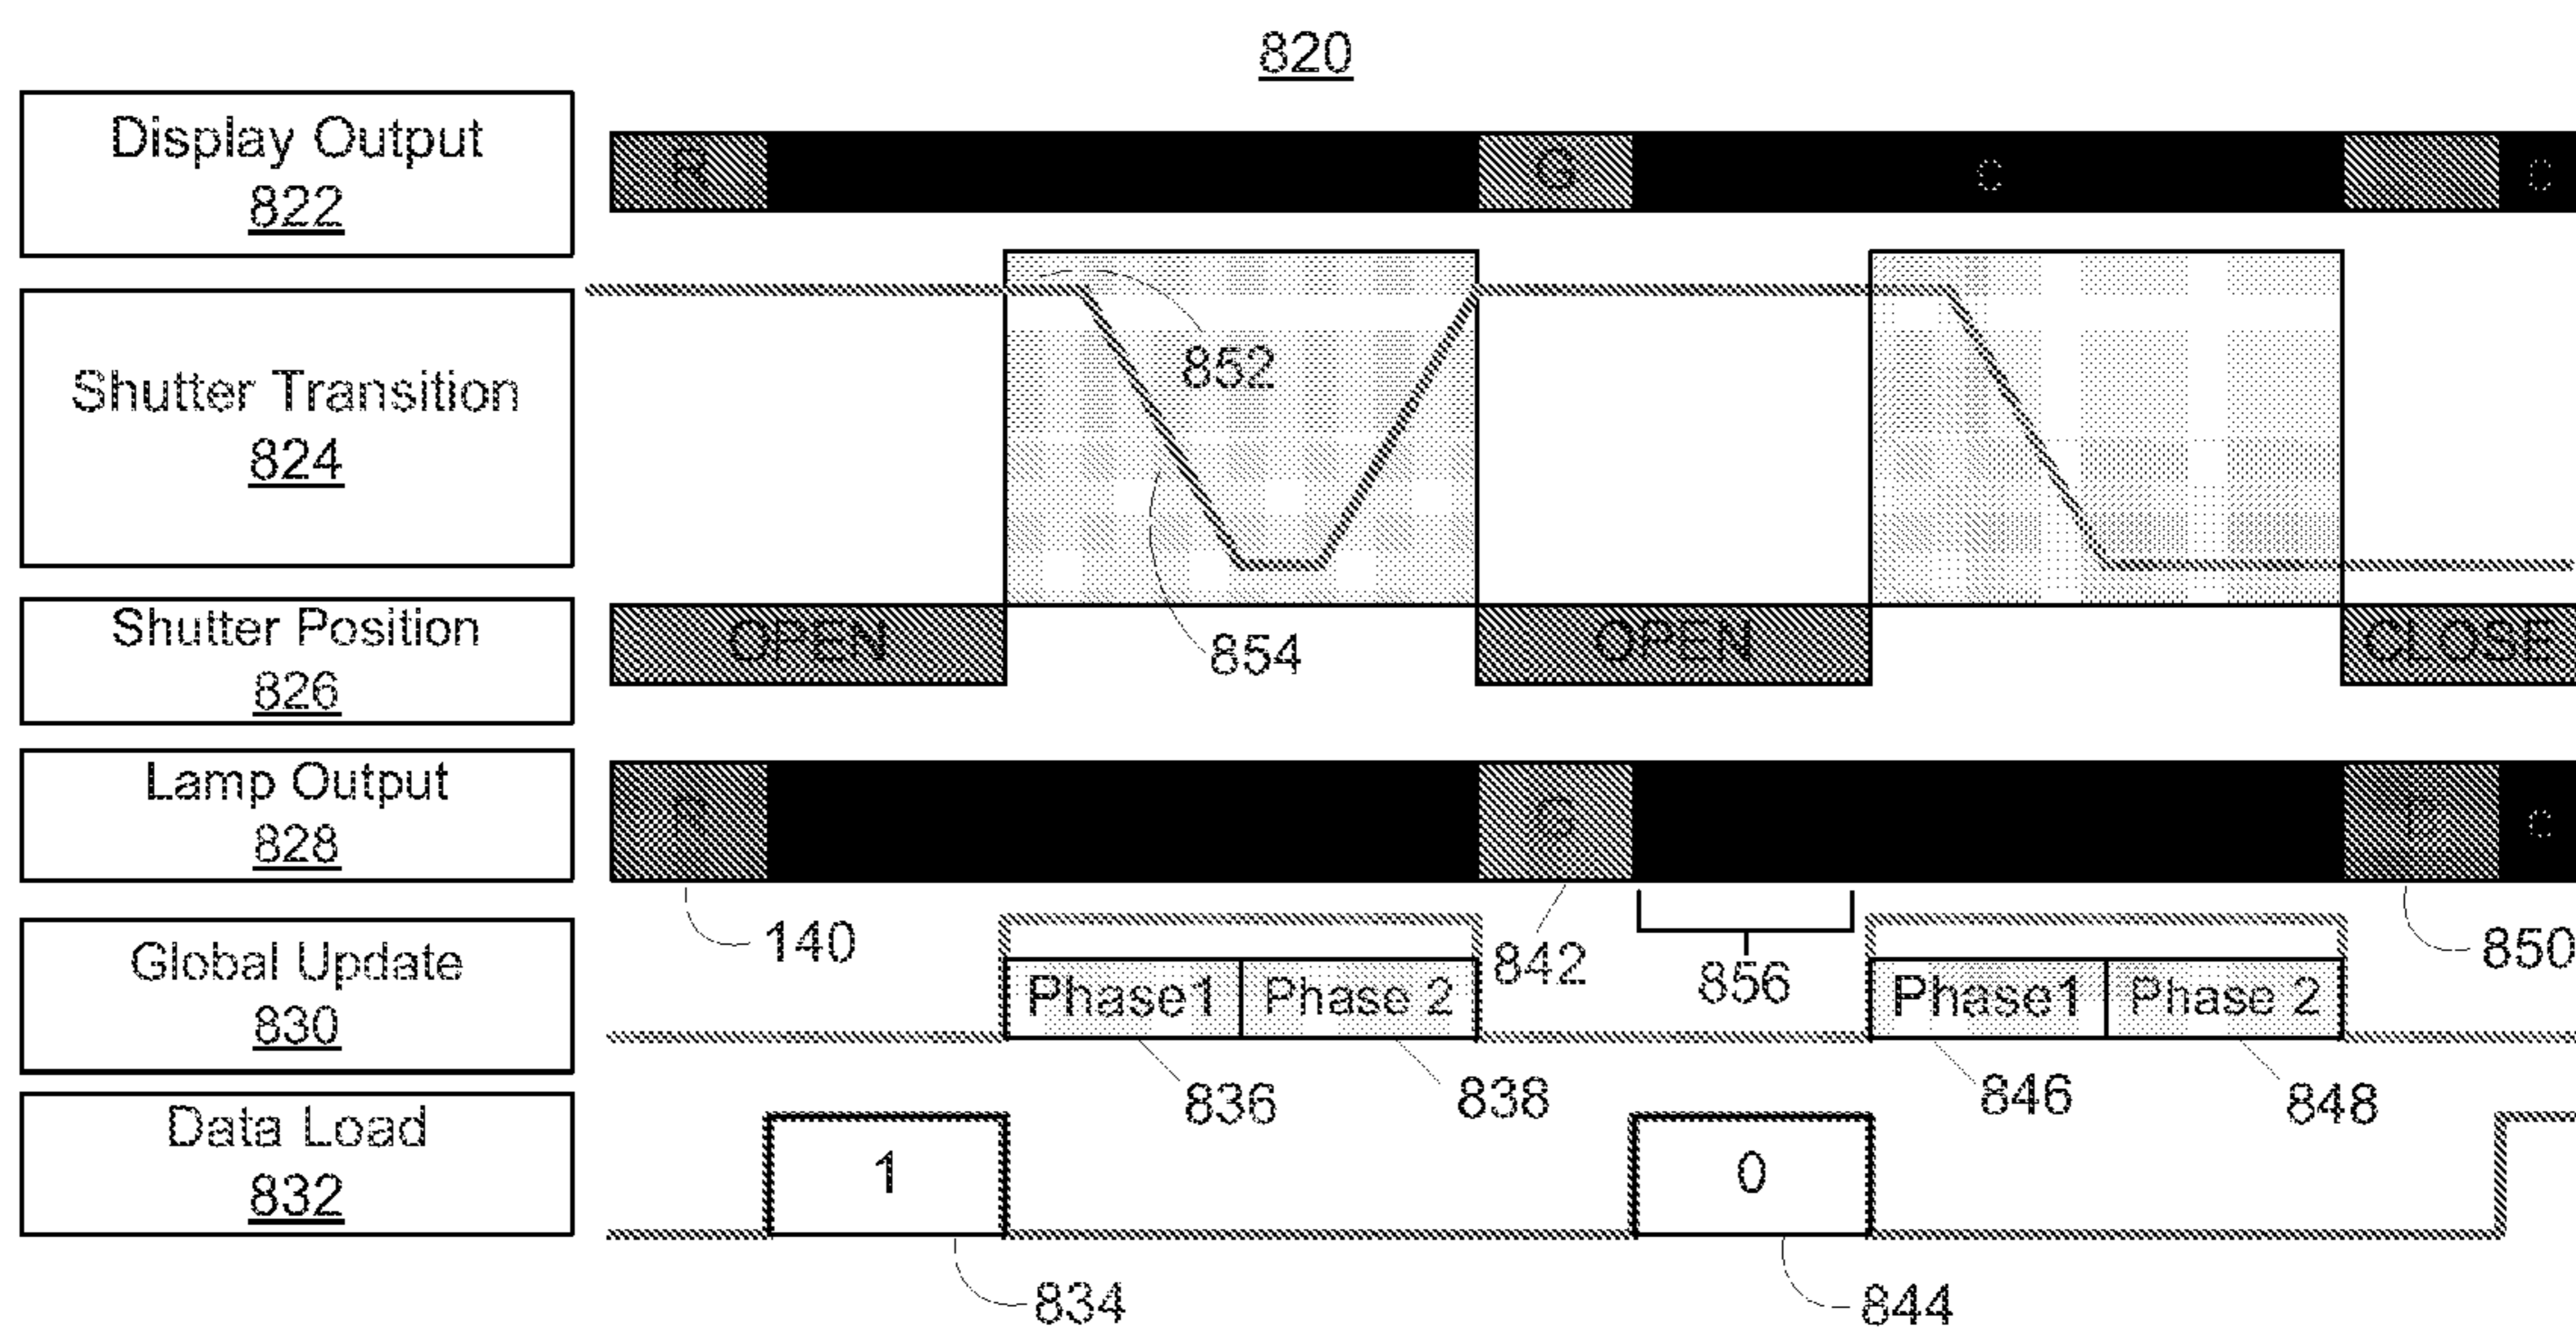 820
Display Output
822
R
G
c
c
Shutter Transition
824
852
854
Shutter Position
826
OPEN
OPEN
CLOSE
Lamp Output
828
c
140
842
856
850
Global Update
830
Phase1
Phase 2
Phase1
Phase 2
836
838
846
848
Data Load
832
1
0
834
844